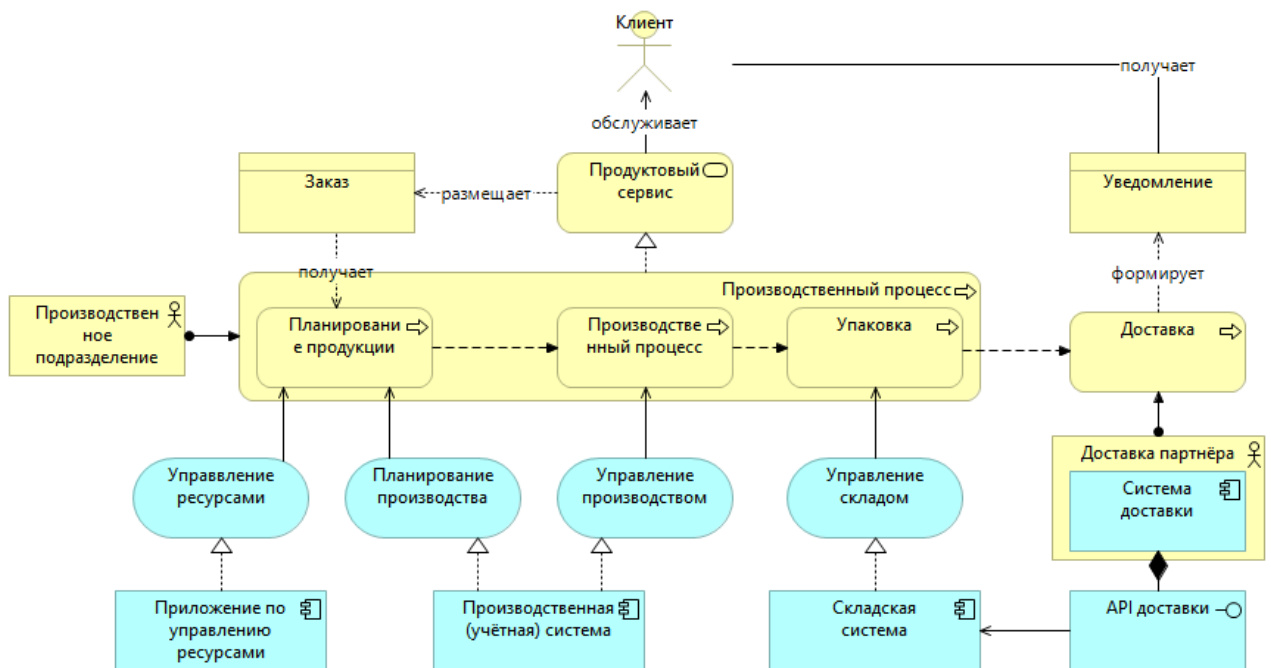 Клиент
получает
обслуживает
Заказ
размещает
Продуктовый
сервис
Уведомление
получает
формирует
Производственный процесс
Производствен
ное
подразделение
Планировани
е продукции
Производстве
нный процесс
Упаковка
Доставка
Доставка партнёра
Управление
ресурсами
Планирование
производства
Управление
производством
Управление
складом
Система
доставки
Приложение по
управлению
ресурсами
Производственная
(учётная) система
Складская
система
API доставки